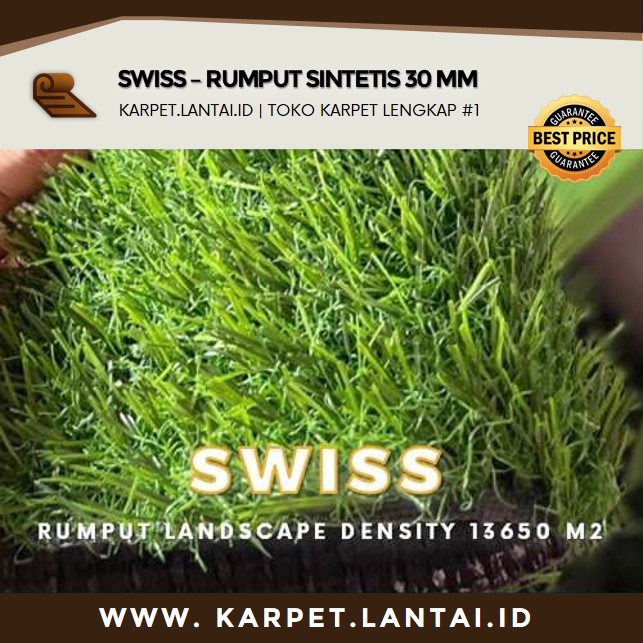 SWISS – RUMPUT SINTETIS 30 MM
KARPET.LANTAI.ID | TOKO KARPET LENGKAP #1
GUARANTEE
BEST PRICE
GUARANTEE
SWISS
RUMPUT LANDSCAPE DENSITY 13650 M2
WWW. KARPET.LANTAI.ID